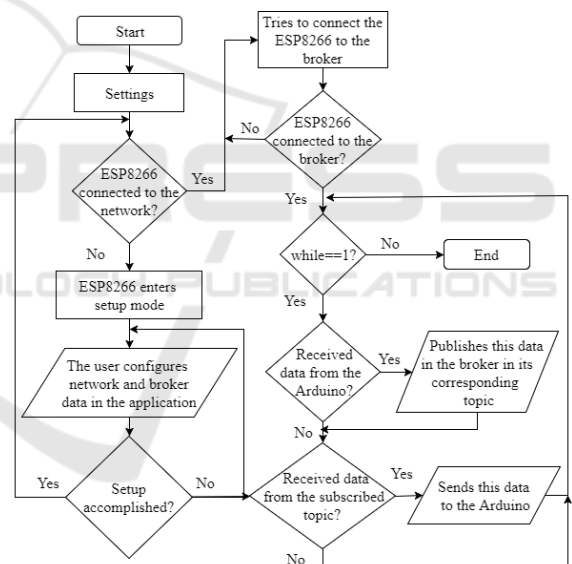 Start
Settings
ESP8266
connected to the
network?
Yes
No
ESP8266 enters
setup mode
The user configures
network and broker
data in the application
Setup
accomplished?
Yes
No
Tries to connect the
ESP8266 to the
broker
ESP8266
connected to the
broker?
No
Yes
while==1?
No
End
Yes
Received
data from the
Arduino?
Yes
Publishes this data
in the broker in its
corresponding
topic
No
Received data
from the subscribed
topic?
Yes
Sends this data
to the Arduino
No
PRESS
OLOGY PUBLICATIONS